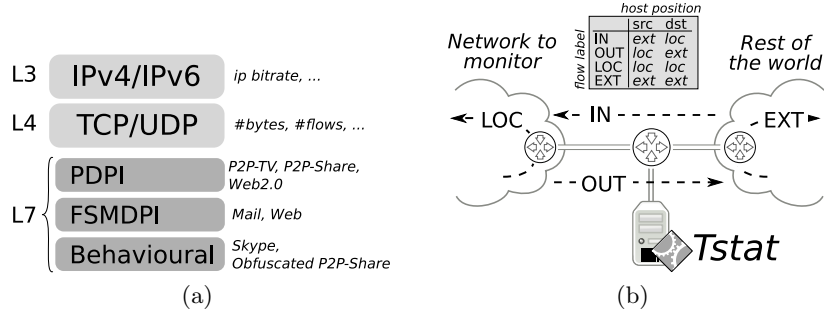 L3
IPv4/IPv6
ip bitrate, ...
L4
TCP/UDP
#bytes, #flows, ...
L7
PDPI
P2P-TV, P2P-Share,
Web2.0
FSMDPI
Mail, Web
Behavioural
Skype,
Obfuscated P2P-Share
(a)
host position
flow label
src dst
IN ext loc
OUT loc ext
LOC loc loc
EXT ext ext
Network to
monitor
Rest of
the world
LOC
IN
EXT
OUT
Tstat
(b)